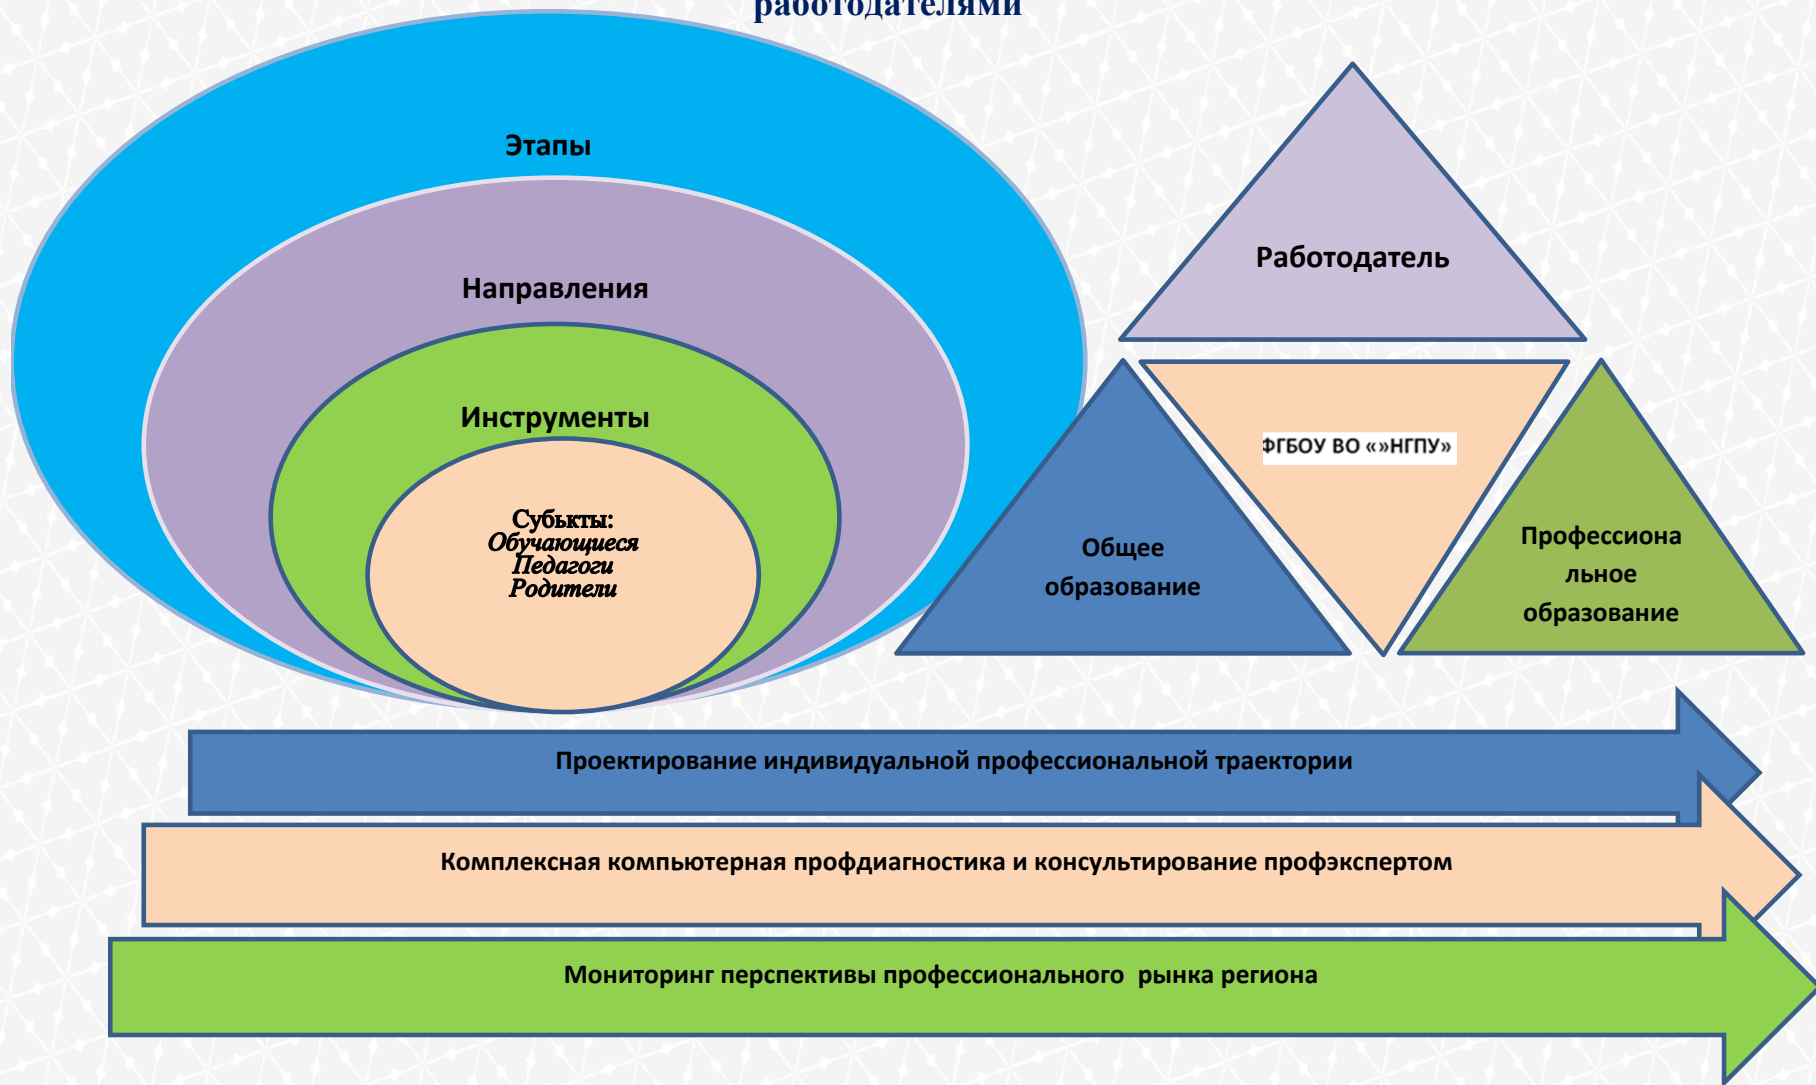 работодателями
Этапы
Направления
Инструменты
Субъкты:
Обучающиеся
Педагоги
Родители
Работодатель
ФГБОУ ВО «»НГПУ»
Общее
образование
Профессиона
льное
образование
Проектирование индивидуальной профессиональной траектории
Комплексная компьютерная профдиагностика и консультирование профэкспертом
Мониторинг перспективы профессионального рынка региона